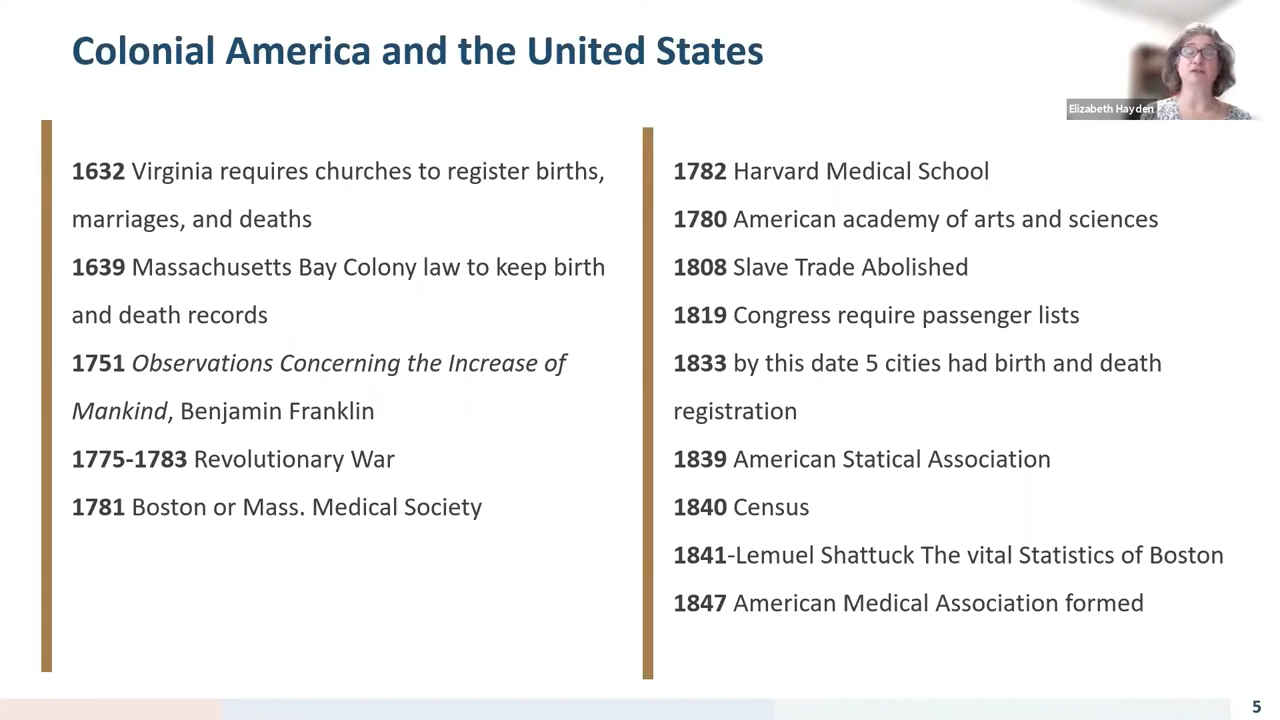 Colonial America and the United States
Elizabeth Hayden
1632 Virginia requires churches to register births,
marriages, and deaths
1639 Massachusetts Bay Colony law to keep birth
and death records
1751 Observations Concerning the Increase of
Mankind, Benjamin Franklin
1775-1783 Revolutionary War
1781 Boston or Mass. Medical Society
1782 Harvard Medical School
1780 American academy of arts and sciences
1808 Slave Trade Abolished
1819 Congress require passenger lists
1833 by this date 5 cities had birth and death
registration
1839 American Statical Association
1840 Census
1841-Lemuel Shattuck The vital Statistics of Boston
1847 American Medical Association formed
5